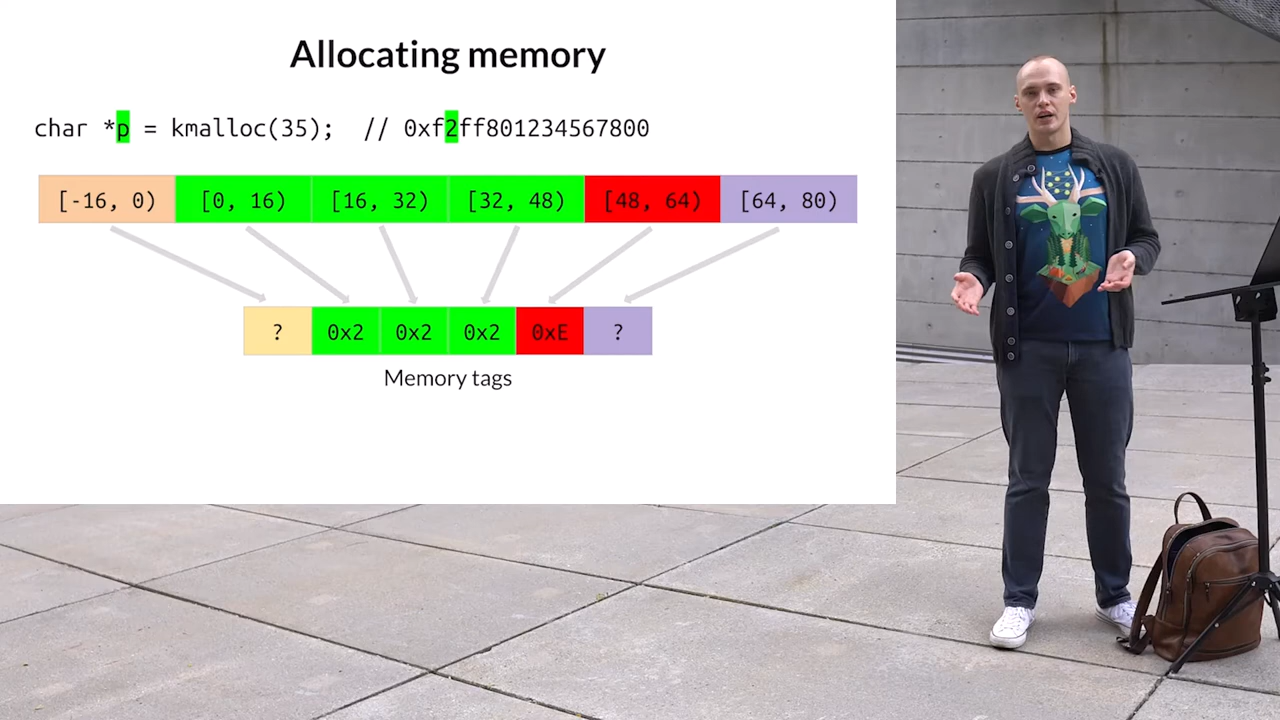 Allocating memory
char *p = kmalloc(35); // 0xf2ff801234567800
[-16, 0) [0, 16) [16, 32) [32, 48) [48, 64) [64, 80)
? 0x2 0x2 0x2 0xE ?
Memory tags